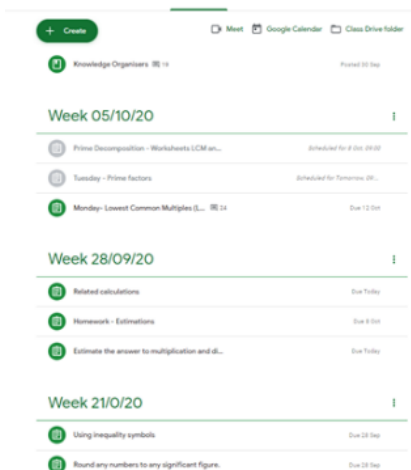 + Create Meet Google Calendar Class Drive folder
Knowledge Organisers 19 Posted 30 Sep
Week 05/10/20
Prime Decomposition - Worksheets LCM an... Scheduled for 8 Oct, 09:00
Tuesday - Prime factors Scheduled for Tomorrow, 09:...
Monday- Lowest Common Multiples (L... 24 Due 12 Oct
Week 28/09/20
Related calculations Due Today
Homework - Estimations Due 8 Oct
Estimate the answer to multiplication and di... Due Today
Week 21/0/20
Using inequality symbols Due 28 Sep
Round any numbers to any significant figure. Due 28 Sep